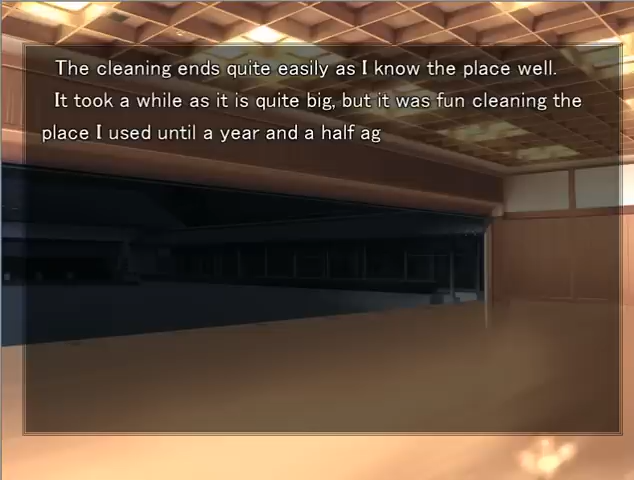 The cleaning ends quite easily as I know the place well.
It took a while as it is quite big, but it was fun cleaning the
place I used until a year and a half ag